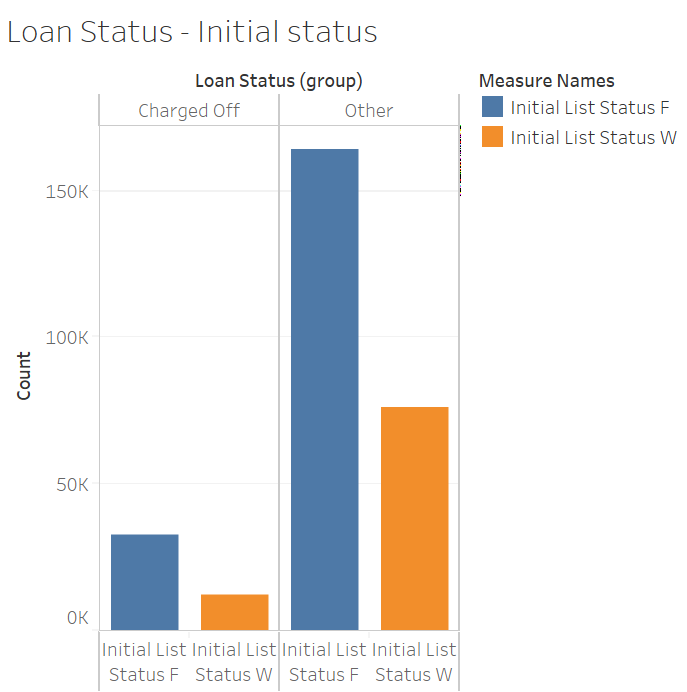 Loan Status - Initial status
Loan Status (group)
Charged Off
Other
Measure Names
Initial List Status F
Initial List Status W
150K
100K
50K
0K
Count
Initial List
Status F
Initial List
Status W
Initial List
Status F
Initial List
Status W